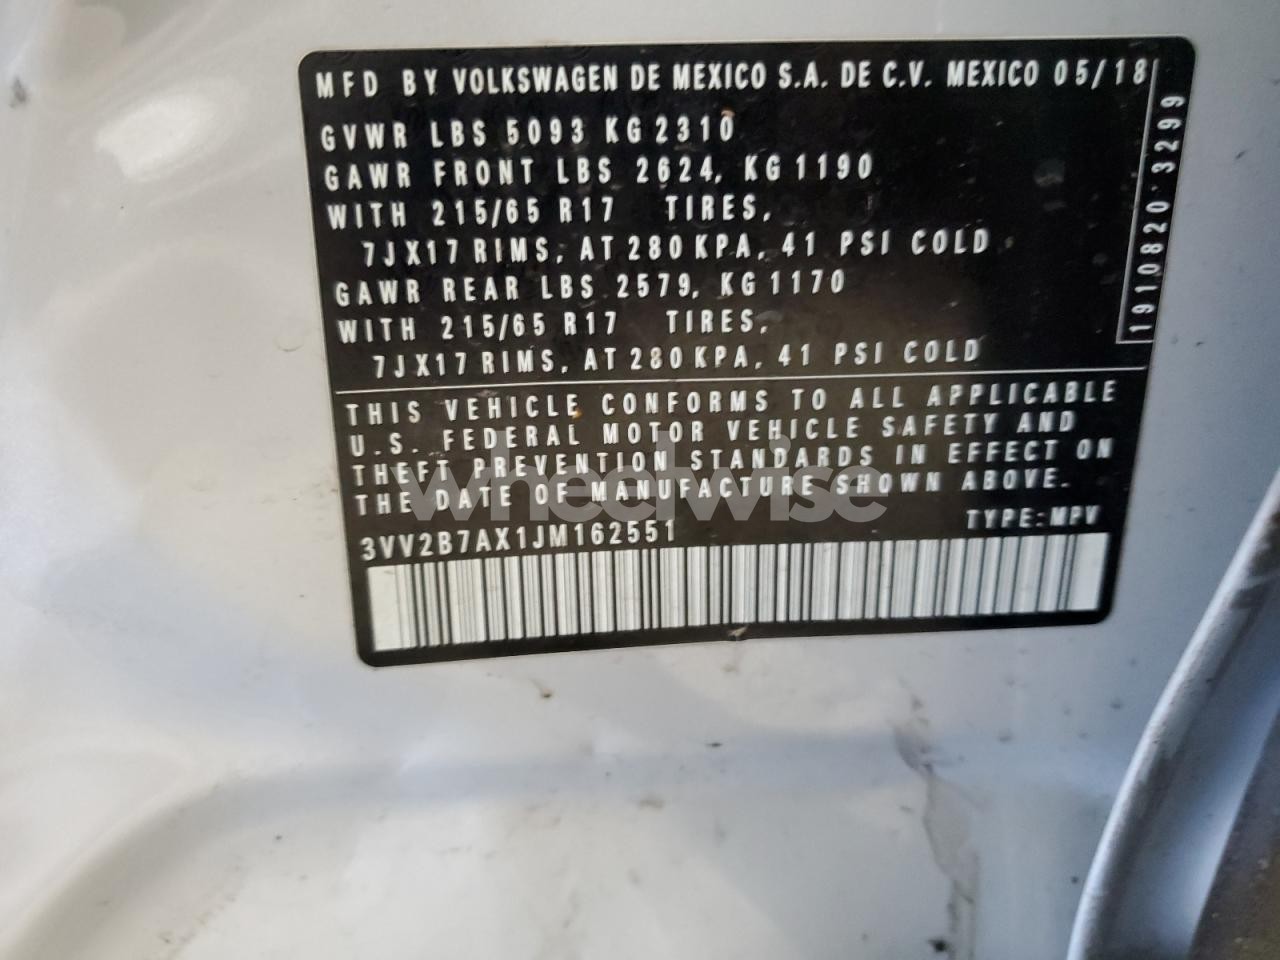 MFD BY VOLKSWAGEN DE MEXICO S.A. DE C.V. MEXICO 05/18
GVWR LBS 5093 KG 2310
GAWR FRONT LBS 2624, KG 1190
WITH 215/65 R17 TIRES,
7JX17 RIMS, AT 280 KPA, 41 PSI COLD
GAWR REAR LBS 2579, KG 1170
WITH 215/65 R17 TIRES,
7JX17 RIMS, AT 280 KPA, 41 PSI COLD
1910820 3299
THIS VEHICLE CONFORMS TO ALL APPLICABLE
U.S. FEDERAL MOTOR VEHICLE SAFETY AND
THEFT PREVENTION STANDARDS IN EFFECT ON
THE DATE OF MANUFACTURE SHOWN ABOVE.
3VV2B7AX1JM162551 TYPE: MPV
wheelwise